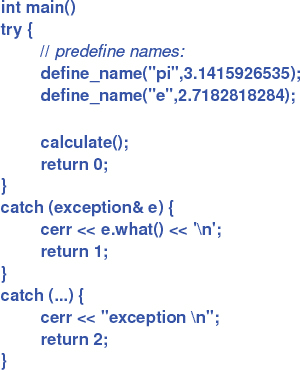 int main()
try {
// predefine names:
define_name("pi",3.1415926535);
define_name("e",2.7182818284);
calculate();
return 0;
}
catch (exception& e) {
cerr << e.what() << '\n';
return 1;
}
catch (...) {
cerr << "exception \n";
return 2;
}